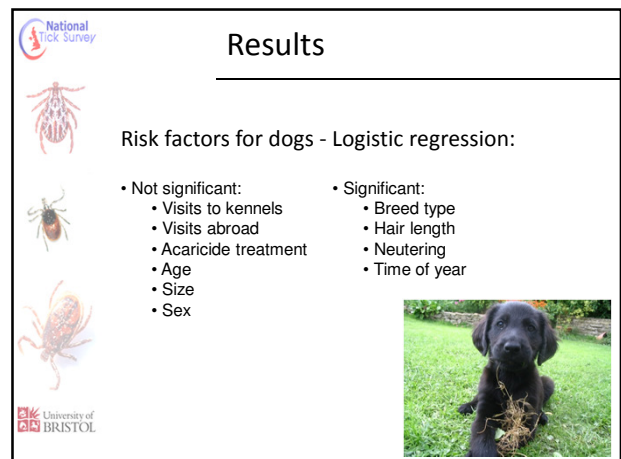 National
Tick Survey
Results
Risk factors for dogs - Logistic regression:
• Not significant:
• Visits to kennels
• Visits abroad
• Acaricide treatment
• Age
• Size
• Sex
• Significant:
• Breed type
• Hair length
• Neutering
• Time of year
University of
BRISTOL